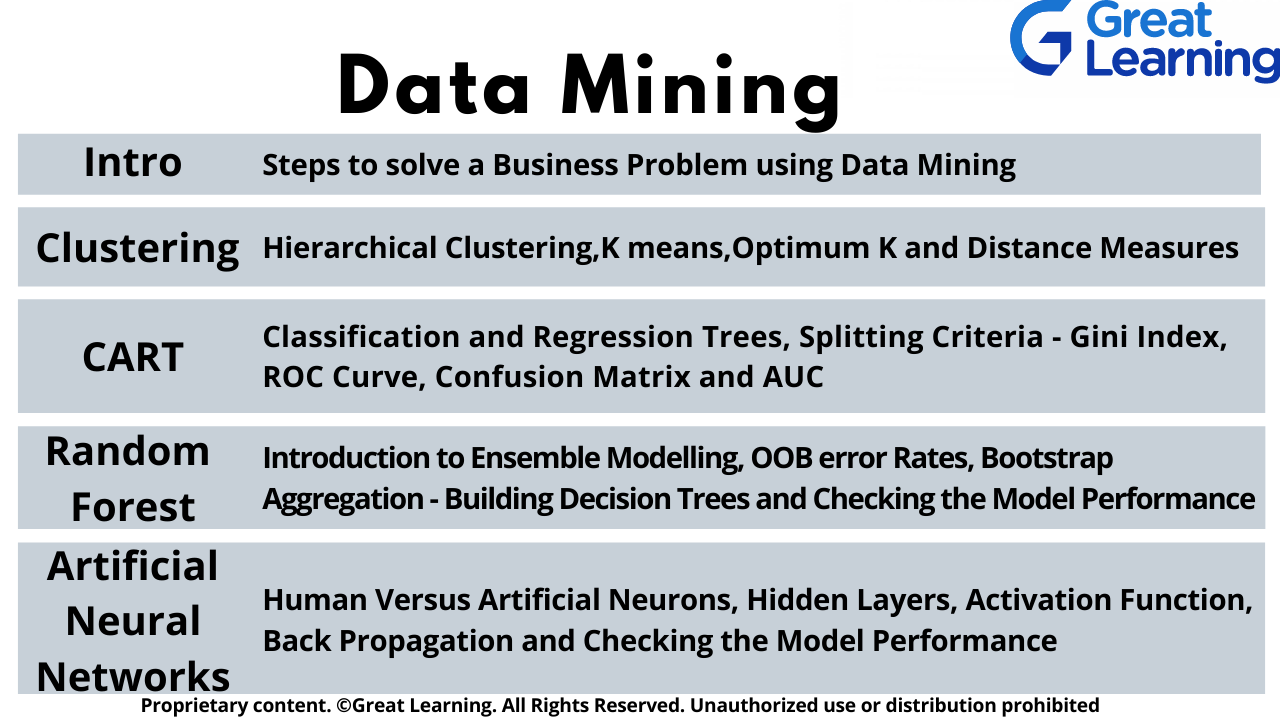 Great
Learning
Data Mining
Intro
Steps to solve a Business Problem using Data Mining
Clustering
Hierarchical Clustering,K means,Optimum K and Distance Measures
CART
Classification and Regression Trees, Splitting Criteria - Gini Index,
ROC Curve, Confusion Matrix and AUC
Random
Forest
Introduction to Ensemble Modelling, OOB error Rates, Bootstrap
Aggregation - Building Decision Trees and Checking the Model Performance
Artificial
Neural
Networks
Human Versus Artificial Neurons, Hidden Layers, Activation Function,
Back Propagation and Checking the Model Performance
Proprietary content. ©Great Learning. All Rights Reserved. Unauthorized use or distribution prohibited